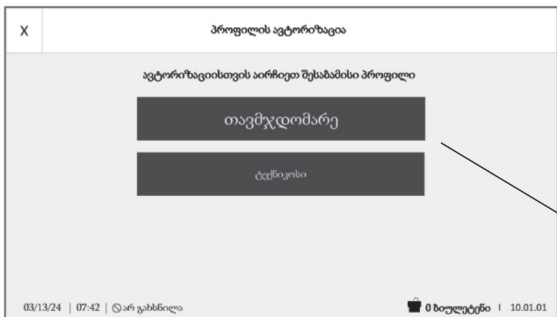 X
პროფილის ავტორიზაცია
ავტორიზაციისთვის აირჩიეთ შესაბამისი პროფილი
თავმჯდომარე
ტექნიკოსი
03/13/24 | 07:42 | არ გახსნილა
0 ბიულეტენი | 10.01.01